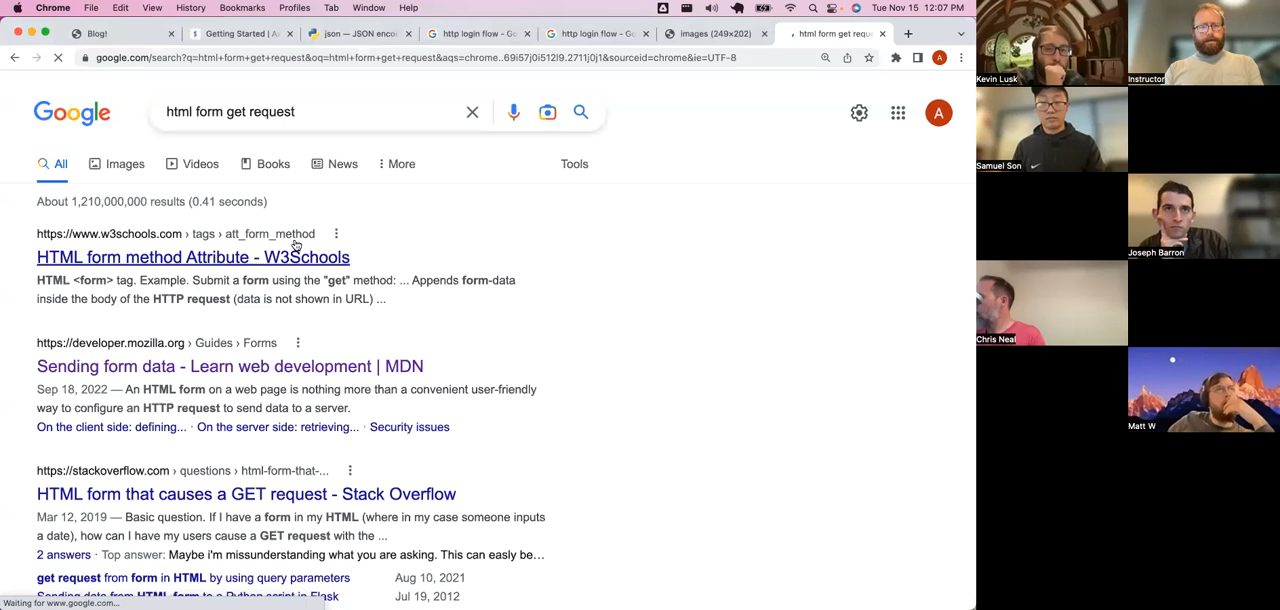 Chrome File Edit View History Bookmarks Profiles Tab Window Help Tue Nov 15 12:07 PM
Blog! Getting Started | A json — JSON enco http login flow - Go http login flow - Go images (249×202) html form get requ
google.com/search?q=html+form+get+request&oq=html+form+get+request&aqs=chrome..69i57j0i512l9.2711j0j1&sourceid=chrome&ie=UTF-8 A
Google html form get request A
All Images Videos Books News More Tools
About 1,210,000,000 results (0.41 seconds)
https://www.w3schools.com › tags › att_form_method
HTML form method Attribute - W3Schools
HTML <form> tag. Example. Submit a form using the "get" method: ... Appends form-data
inside the body of the HTTP request (data is not shown in URL) ...
https://developer.mozilla.org › Guides › Forms
Sending form data - Learn web development | MDN
Sep 18, 2022 — An HTML form on a web page is nothing more than a convenient user-friendly
way to configure an HTTP request to send data to a server.
On the client side: defining... · On the server side: retrieving... · Security issues
https://stackoverflow.com › questions › html-form-that-...
HTML form that causes a GET request - Stack Overflow
Mar 12, 2019 — Basic question. If I have a form in my HTML (where in my case someone inputs
a date), how can I have my users cause a GET request with the ...
2 answers · Top answer: Maybe i'm missunderstanding what you are asking. This can easily be...
get request from form in HTML by using query parameters Aug 10, 2021
Sending data from HTML form to a Python script in Flask Jul 19, 2012
Waiting for www.google.com...
Kevin Lusk
Instructor
Samuel Son
Joseph Barron
Chris Neal
Matt W